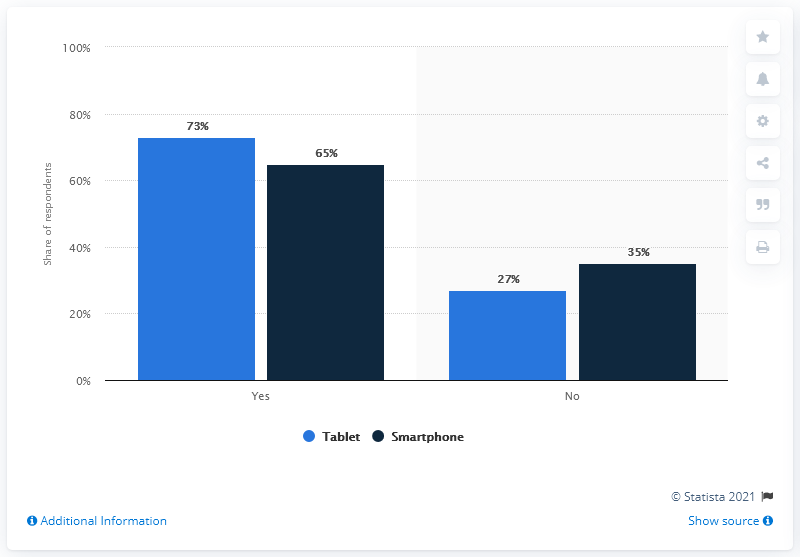 100%
80%
60%
40%
20%
0%
Share of respondents
73%
65%
27%
35%
Yes
No
Tablet
Smartphone
© Statista 2021
Additional Information
Show source